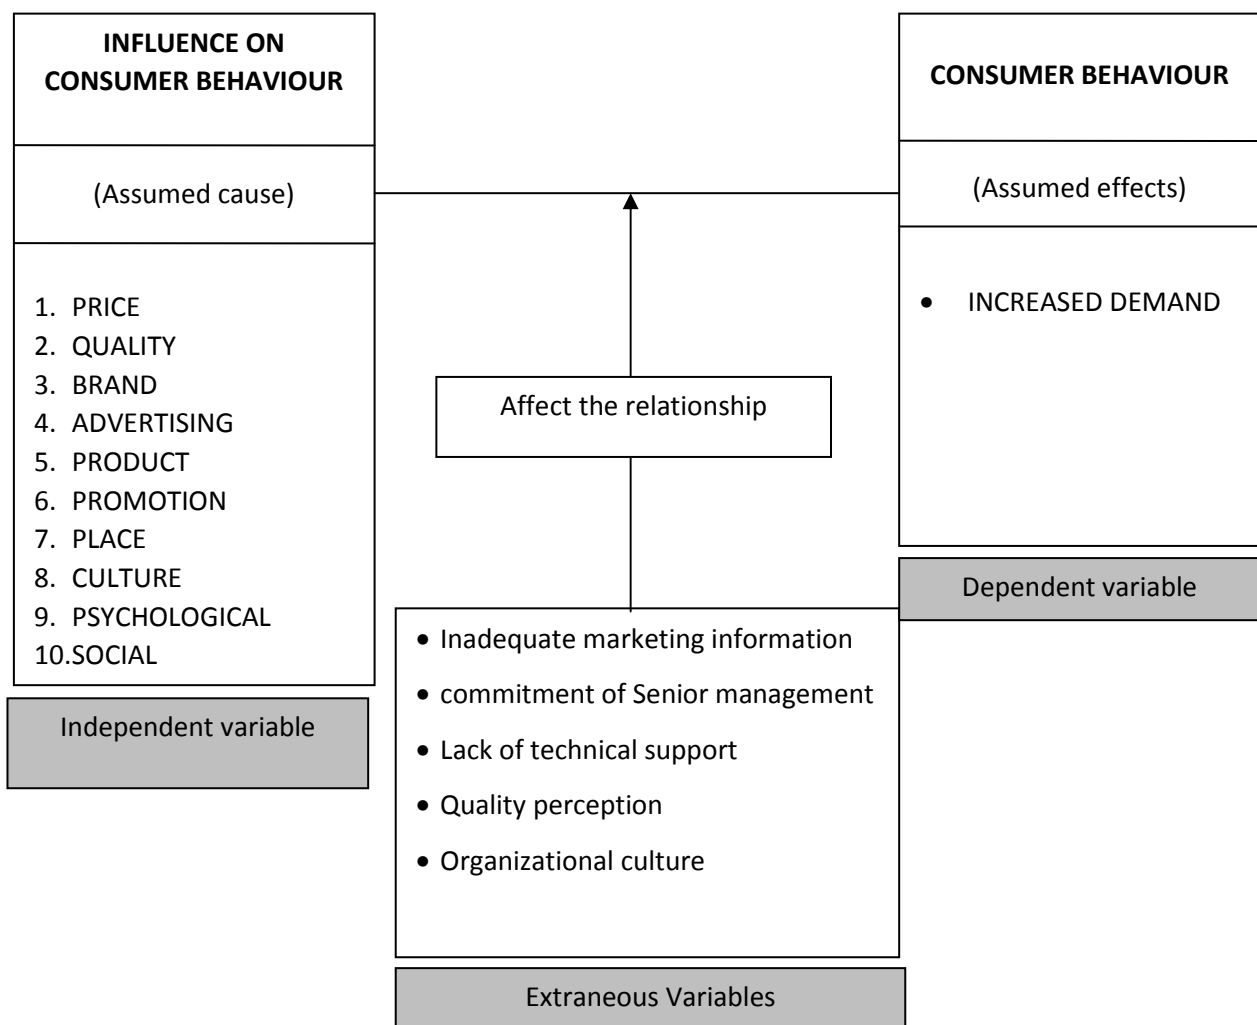 INFLUENCE ON
CONSUMER BEHAVIOUR
(Assumed cause)
1. PRICE
2. QUALITY
3. BRAND
4. ADVERTISING
5. PRODUCT
6. PROMOTION
7. PLACE
8. CULTURE
9. PSYCHOLOGICAL
10.SOCIAL
Independent variable
Affect the relationship
• Inadequate marketing information
• commitment of Senior management
• Lack of technical support
• Quality perception
• Organizational culture
Extraneous Variables
CONSUMER BEHAVIOUR
(Assumed effects)
• INCREASED DEMAND
Dependent variable